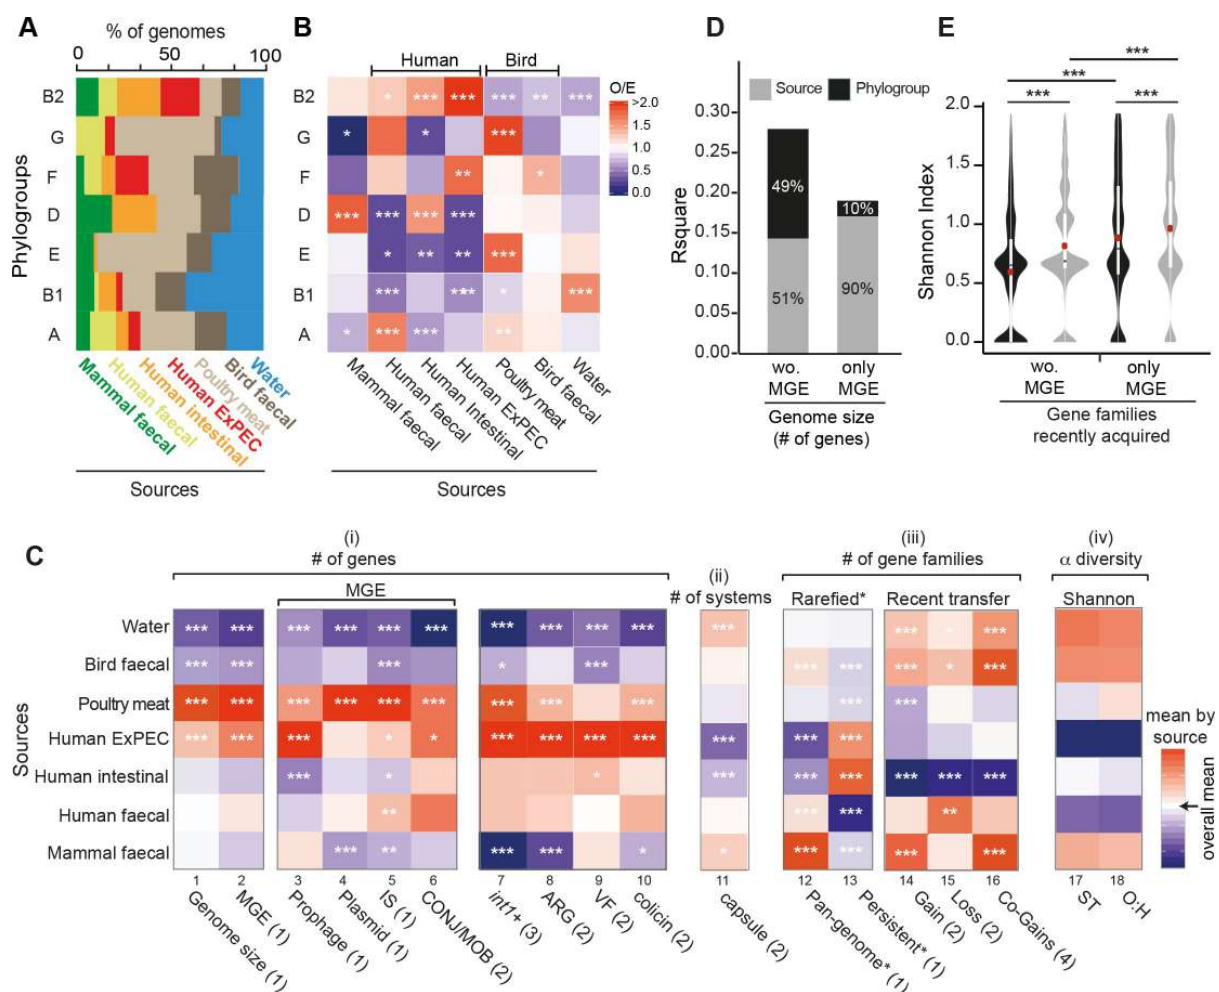 A
% of genomes
0 50 100
Phylogroups
B2
G
F
D
E
B1
A
Mammal faecal
Human faecal
Human intestinal
Human ExPEC
Poultry meat
Bird faecal
Water
Sources
B
Human Bird
B2 * *** *** *** ** ***
G * * ***
F ** *
D *** *** *** ***
E * ** ** ***
B1 *** *** * ***
A * *** *** **
O/E
>2.0
1.5
1.0
0.5
0.0
Mammal faecal
Human faecal
Human Intestinal
Human ExPEC
Poultry meat
Bird faecal
Water
Sources
D
Source Phylogroup
Rsquare
0.30
0.25
0.20
0.15
0.10
0.05
0.00
49%
51%
10%
90%
wo. MGE
only MGE
Genome size
(# of genes)
E
Shannon Index
2.0
1.5
1.0
0.5
0.0
***
***
*** ***
wo. MGE
only MGE
Gene families
recently acquired
C
(i)
# of genes
MGE
(ii)
# of systems
(iii)
# of gene families
Rarefied* Recent transfer
(iv)
α diversity
Shannon
Sources
Water *** *** *** *** *** *** *** *** *** *** *** *** * ***
Bird faecal *** *** *** * *** *** *** *** * ***
Poultry meat *** *** *** *** *** *** *** *** *** *** ***
Human ExPEC *** *** *** * * *** *** *** *** *** *** ***
Human intestinal *** * * *** *** *** *** *** ***
Human faecal ** *** *** **
Mammal faecal *** ** *** *** * * *** *** *** ***
1 2 3 4 5 6 7 8 9 10 11 12 13 14 15 16 17 18
Genome size (1)
MGE (1)
Prophage (1)
Plasmid (1)
IS (1)
CONJ/MOB (2)
int1+ (3)
ARG (2)
VF (2)
colicin (2)
capsule (2)
Pan-genome* (1)
Persistent* (1)
Gain (2)
Loss (2)
Co-Gains (4)
ST
O:H
mean by
source
overall mean